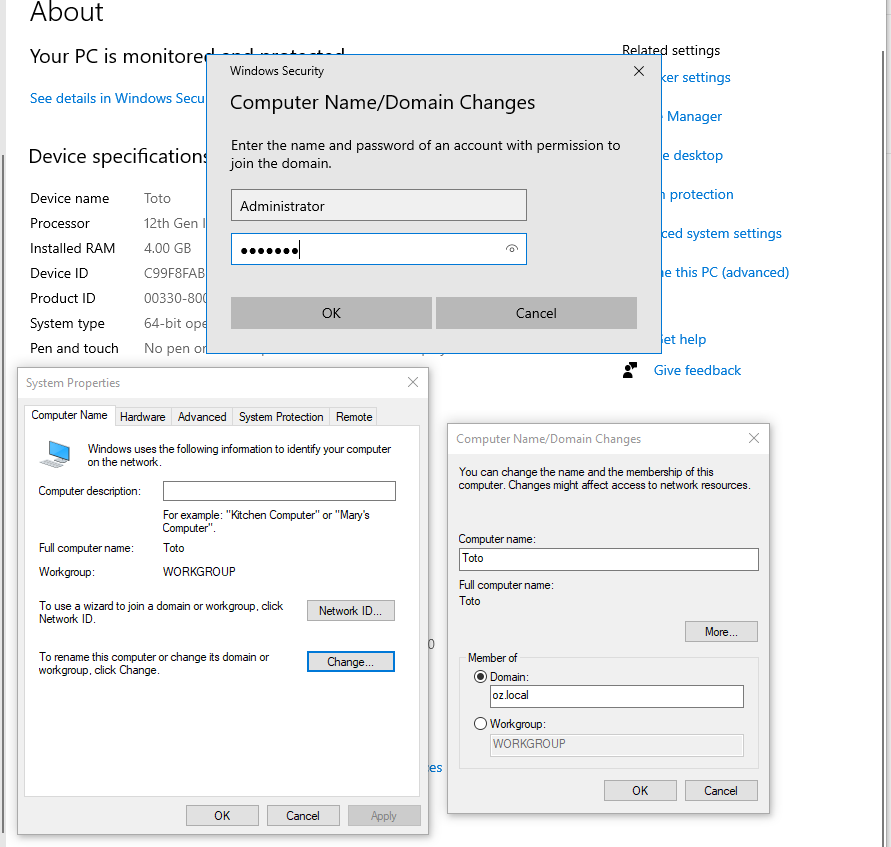 About
Your PC is monitored and protected.
See details in Windows Secu
Device specifications
Device name Toto
Processor 12th Gen I
Installed RAM 4.00 GB
Device ID C99F8FAB
Product ID 00330-800
System type 64-bit ope
Pen and touch No pen or
Related settings
ker settings
Manager
e desktop
protection
ced system settings
e this PC (advanced)
Get help
Give feedback
Windows Security
Computer Name/Domain Changes
Enter the name and password of an account with permission to
join the domain.
Administrator
●●●●●●●
OK Cancel
System Properties
Computer Name Hardware Advanced System Protection Remote
Windows uses the following information to identify your computer
on the network.
Computer description:
For example: "Kitchen Computer" or "Mary's
Computer".
Full computer name: Toto
Workgroup: WORKGROUP
To use a wizard to join a domain or workgroup, click
Network ID.
Network ID...
To rename this computer or change its domain or
workgroup, click Change.
Change...
OK Cancel Apply
0
es
Computer Name/Domain Changes
You can change the name and the membership of this
computer. Changes might affect access to network resources.
Computer name:
Toto
Full computer name:
Toto
More...
Member of
Domain:
oz.local
Workgroup:
WORKGROUP
OK Cancel